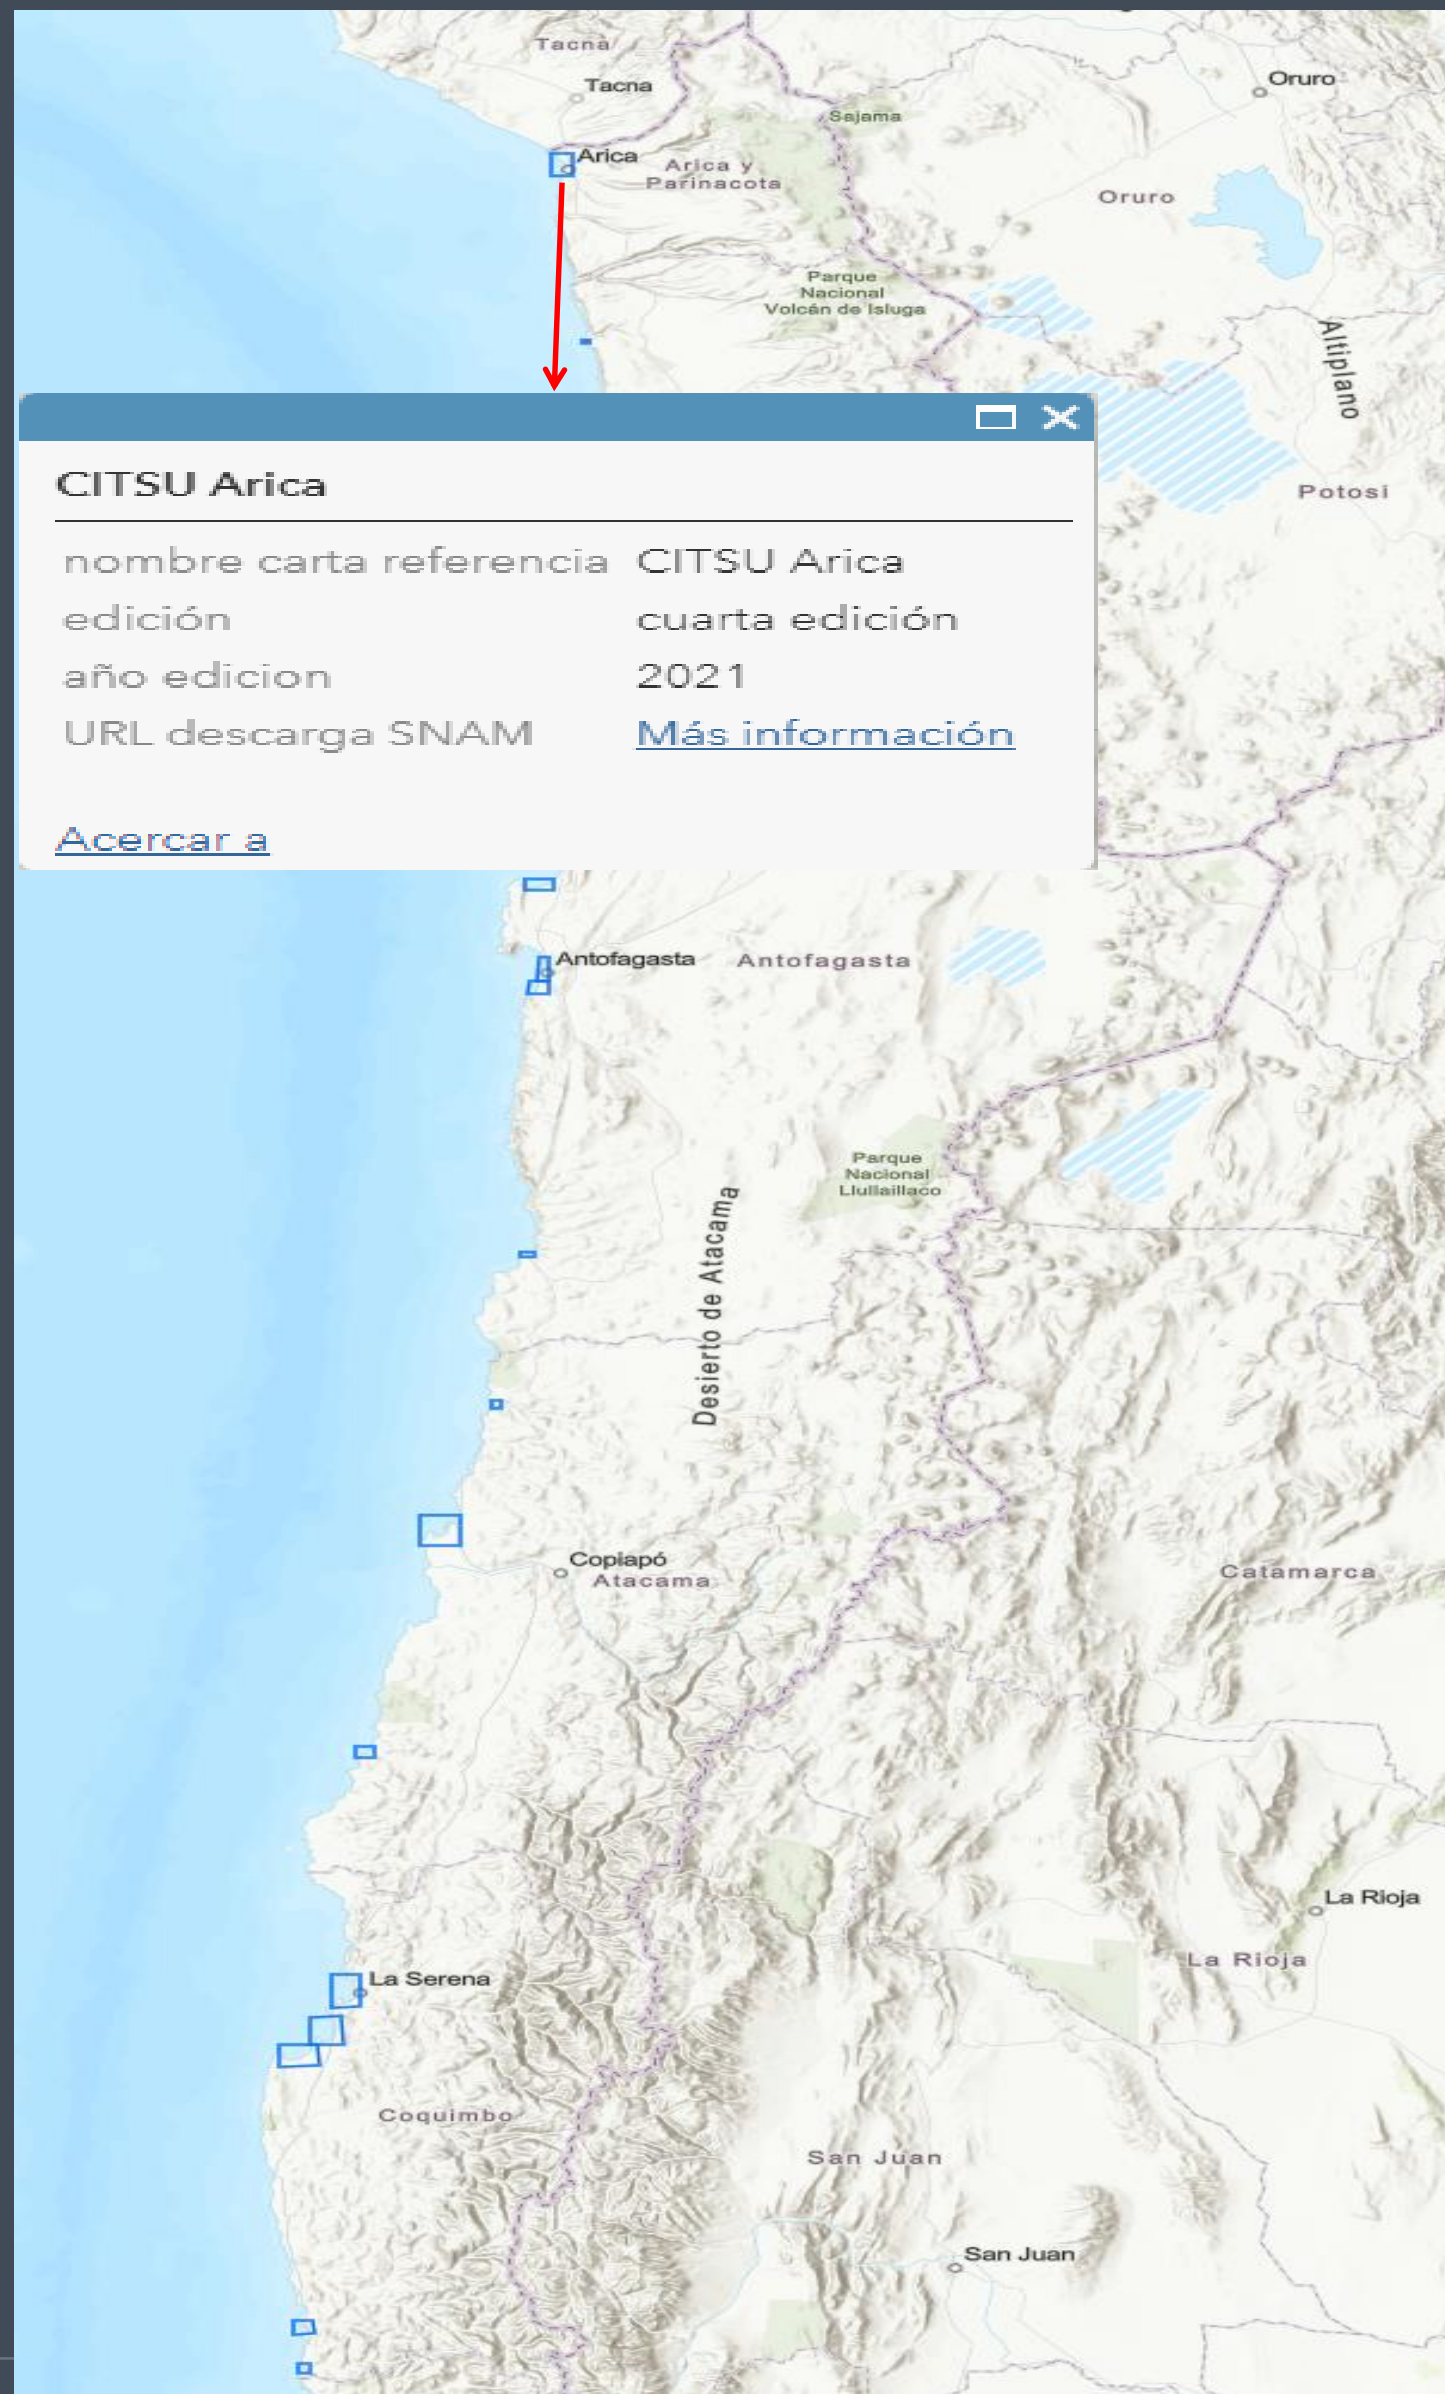 Tacna
Tacna
Oruro
Sajama
Arica
Arica y
Parinacota
Oruro
Parque
Nacional
Volcán de Isluga
Altiplano
CITSU Arica
Potosí
nombre carta referencia CITSU Arica
edición cuarta edición
año edicion 2021
URL descarga SNAM Más información
Acercar a
Antofagasta
Antofagasta
Parque
Nacional
Llullaillaco
Desierto de Atacama
Copiapó
Atacama
Catamarca
La Rioja
La Rioja
La Serena
Coquimbo
San Juan
San Juan